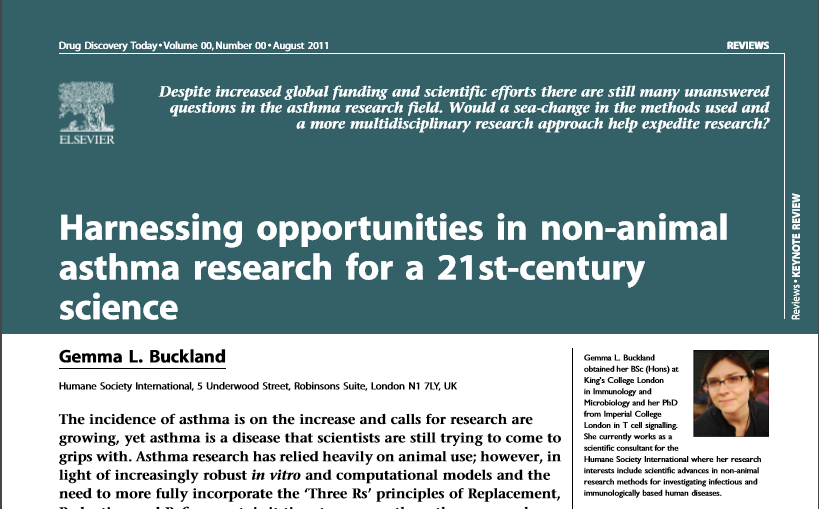 Drug Discovery Today • Volume 00, Number 00 • August 2011
REVIEWS
ELSEVIER
Despite increased global funding and scientific efforts there are still many unanswered
questions in the asthma research field. Would a sea-change in the methods used and
a more multidisciplinary research approach help expedite research?
Harnessing opportunities in non-animal
asthma research for a 21st-century
science
Reviews • KEYNOTE REVIEW
Gemma L. Buckland
Humane Society International, 5 Underwood Street, Robinsons Suite, London N1 7LY, UK
The incidence of asthma is on the increase and calls for research are
growing, yet asthma is a disease that scientists are still trying to come to
grips with. Asthma research has relied heavily on animal use; however, in
light of increasingly robust in vitro and computational models and the
need to more fully incorporate the ‘Three Rs’ principles of Replacement,
Gemma L. Buckland
obtained her BSc (Hons) at
King's College London
in Immunology and
Microbiology and her PhD
from Imperial College
London in T cell signalling.
She currently works as a
scientific consultant for the
Humane Society International where her research
interests include scientific advances in non-animal
research methods for investigating infectious and
immunologically based human diseases.